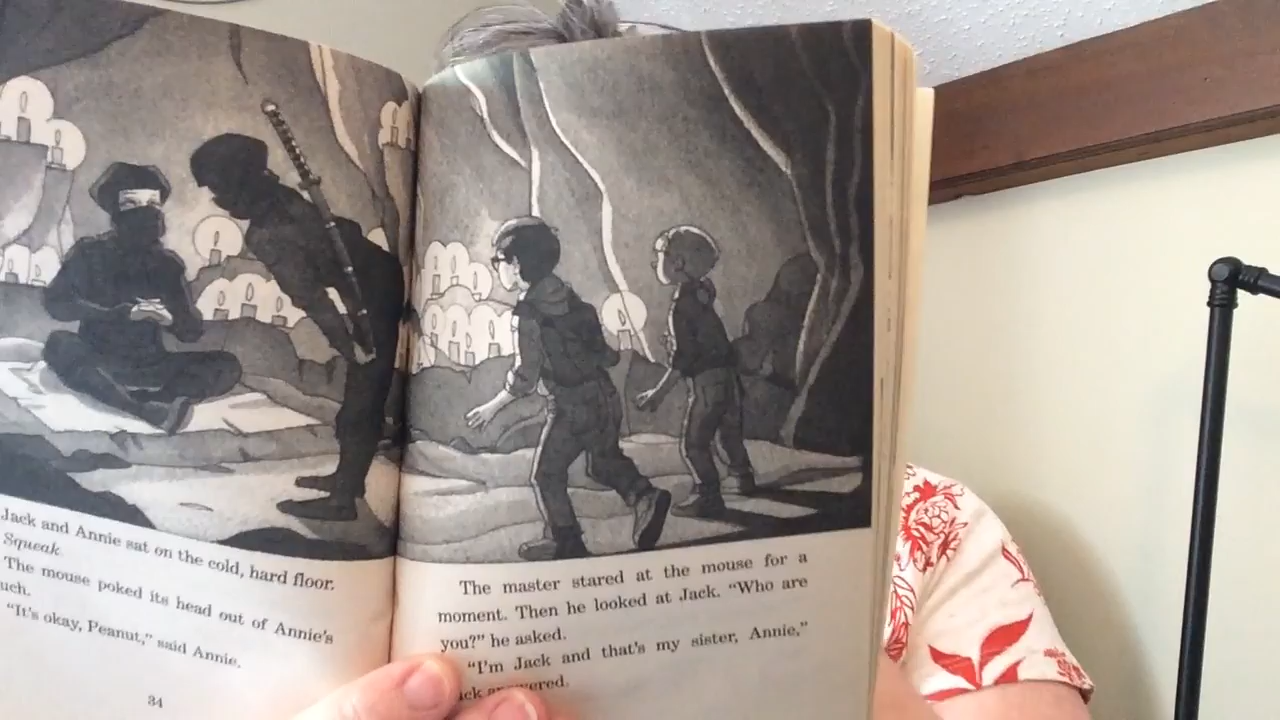 Jack and Annie sat on the cold, hard floor.
Squeak.
The mouse poked its head out of Annie's
uch.
"It's okay, Peanut," said Annie.
34
The master stared at the mouse for a
moment. Then he looked at Jack. "Who are
you?" he asked.
"I'm Jack and that's my sister, Annie,"